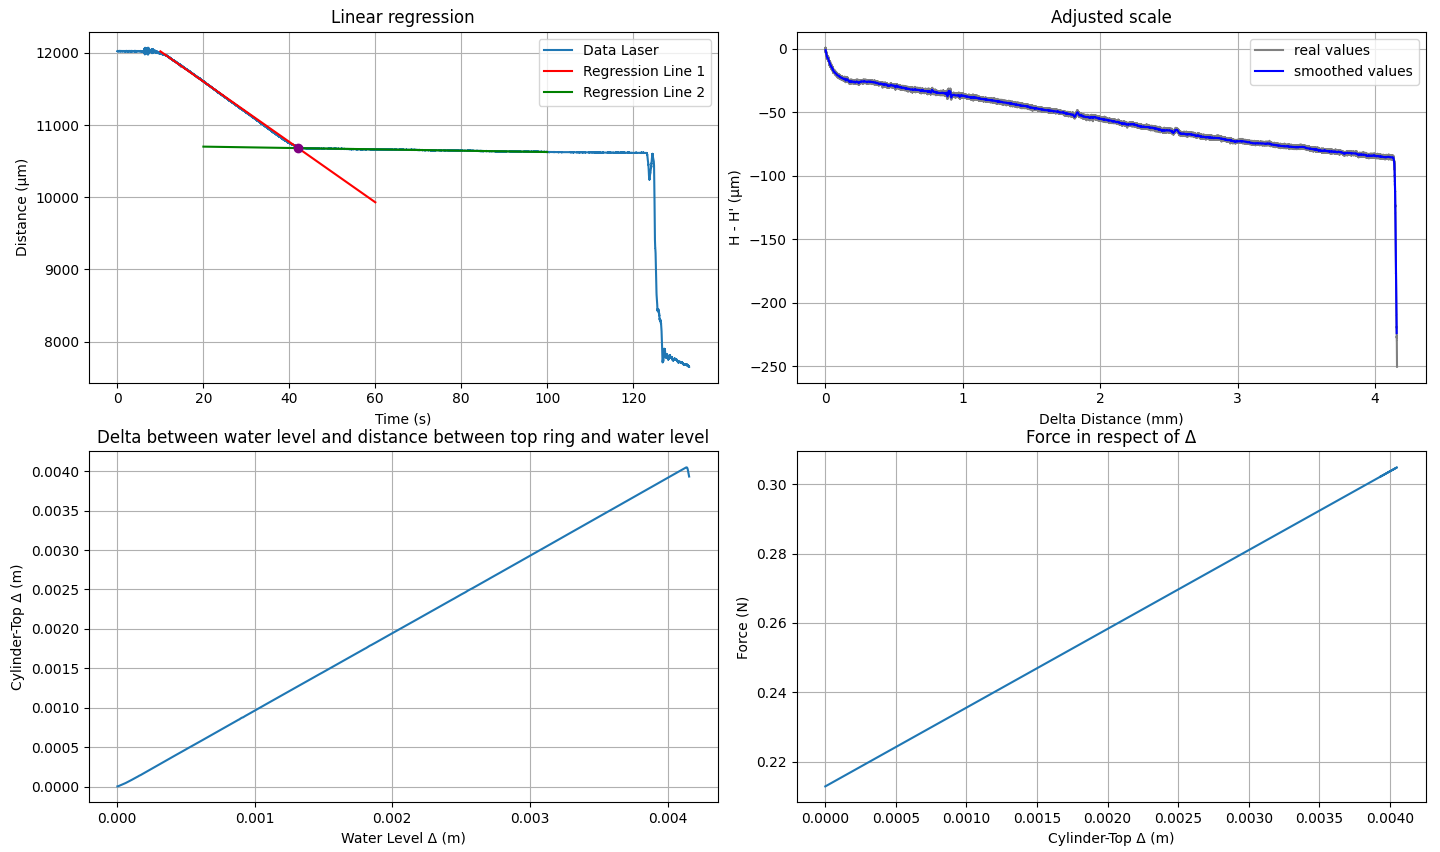 Linear regression
12000
11000
10000
9000
8000
Distance (μm)
Data Laser
Regression Line 1
Regression Line 2
0 20 40 60 80 100 120
Time (s)
Adjusted scale
0
−50
−100
−150
−200
−250
H - H' (μm)
real values
smoothed values
0 1 2 3 4
Delta Distance (mm)
Delta between water level and distance between top ring and water level
0.0040
0.0035
0.0030
0.0025
0.0020
0.0015
0.0010
0.0005
0.0000
Cylinder-Top Δ (m)
0.000 0.001 0.002 0.003 0.004
Water Level Δ (m)
Force in respect of Δ
0.30
0.28
0.26
0.24
0.22
Force (N)
0.0000 0.0005 0.0010 0.0015 0.0020 0.0025 0.0030 0.0035 0.0040
Cylinder-Top Δ (m)